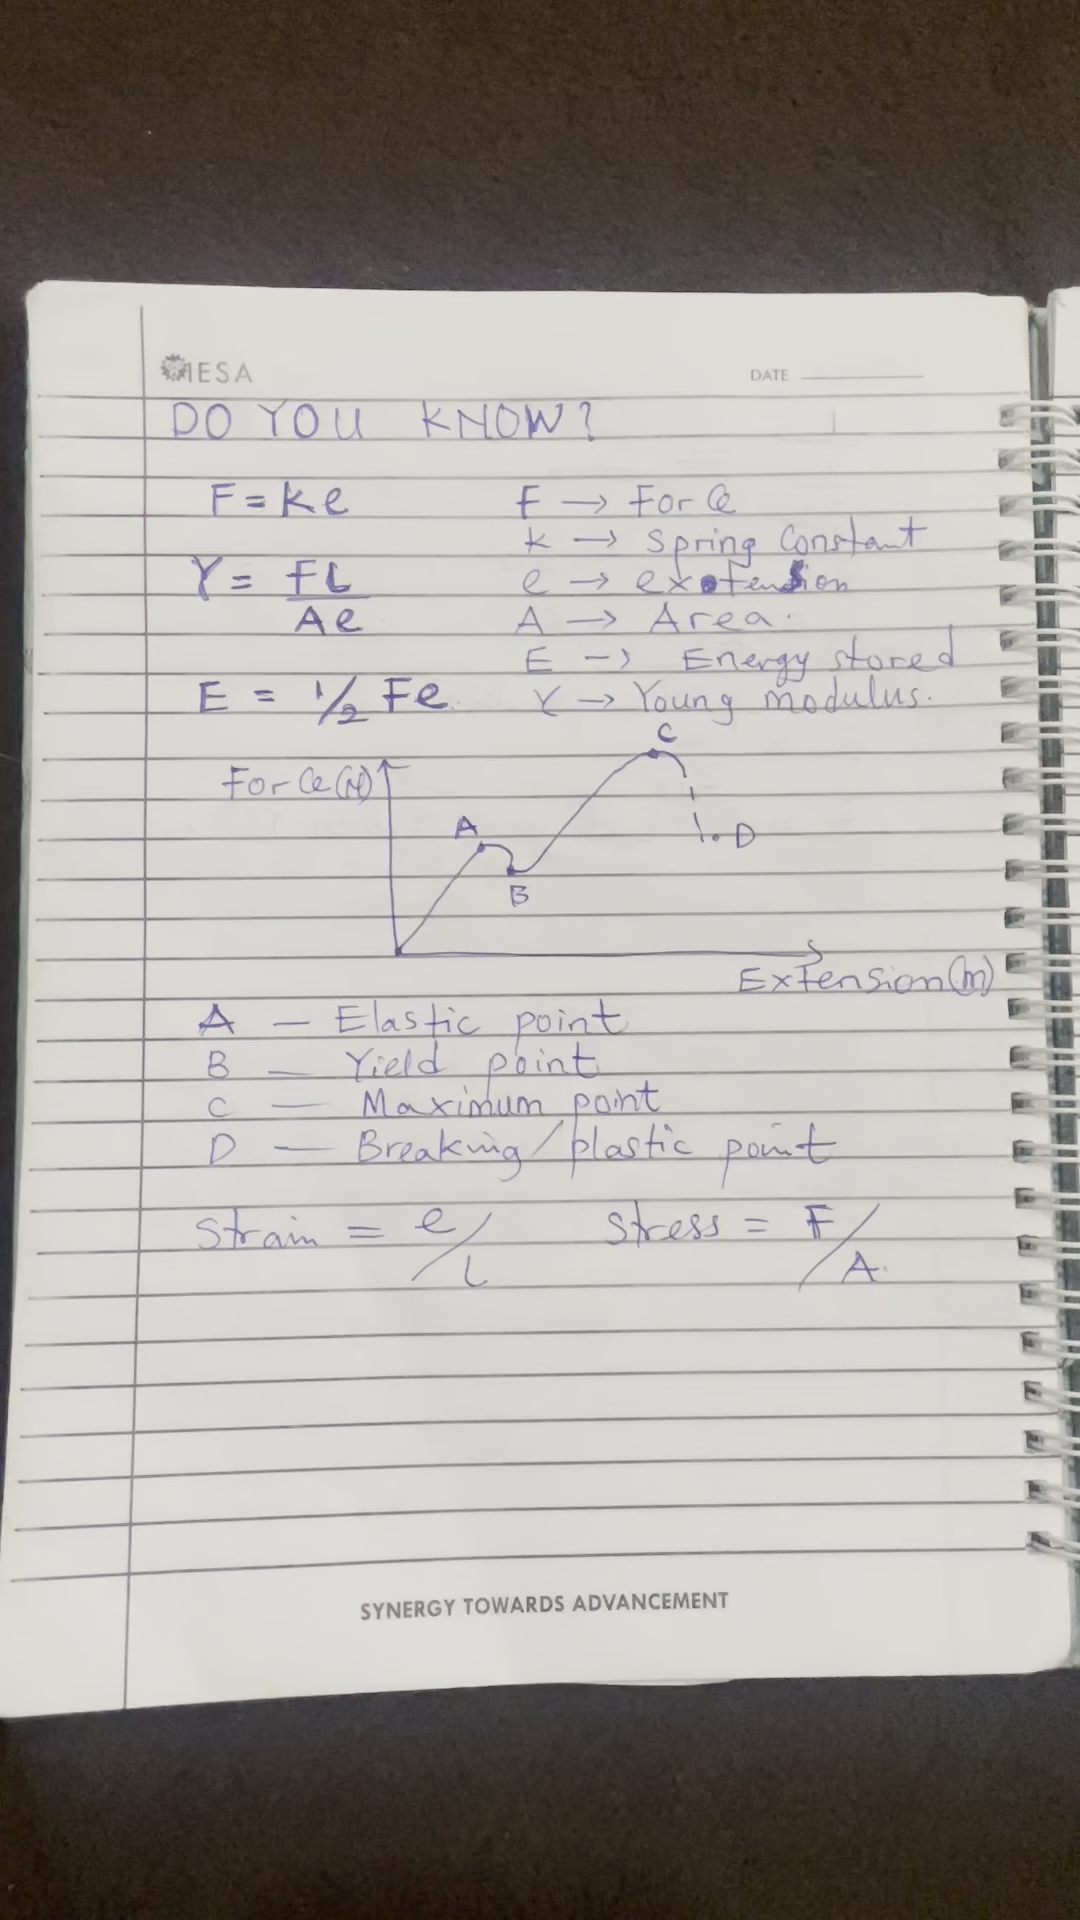 IESA
DATE
DO YOU KNOW?
F = ke
F → Force
k → Spring Constant
Y = FL/Ae
e → extension
A → Area.
E → Energy stored
E = 1/2 Fe.
Y → Young modulus.
Force (N)
A
B
C
D
Extension (m)
A — Elastic point
B — Yield point
C — Maximum point
D — Breaking/plastic point
Strain = e/L Stress = F/A.
SYNERGY TOWARDS ADVANCEMENT